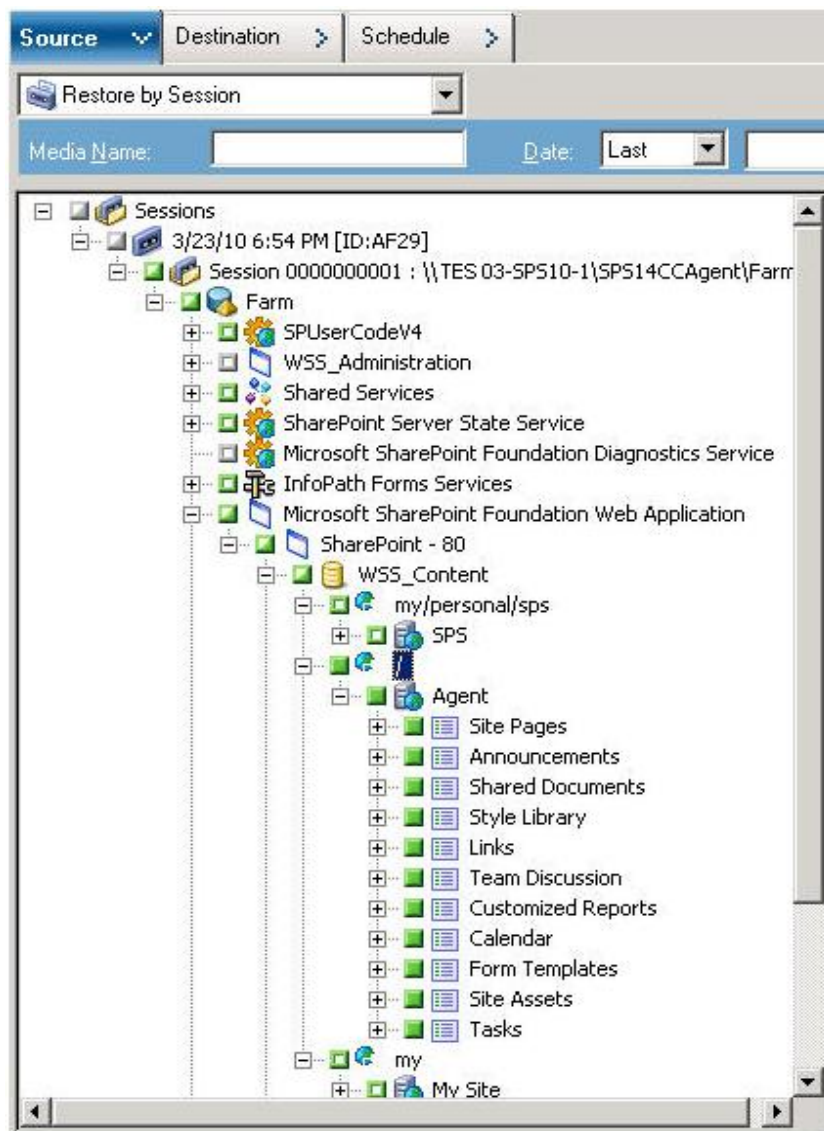 Source Destination Schedule
Restore by Session
Media Name: Date: Last
Sessions
3/23/10 6:54 PM [ID:AF29]
Session 0000000001 : \\TES 03-SPS10-1\SPS14CCAgent\Farm
Farm
SPUserCodeV4
WSS_Administration
Shared Services
SharePoint Server State Service
Microsoft SharePoint Foundation Diagnostics Service
InfoPath Forms Services
Microsoft SharePoint Foundation Web Application
SharePoint - 80
WSS_Content
my/personal/sps
SPS
/
Agent
Site Pages
Announcements
Shared Documents
Style Library
Links
Team Discussion
Customized Reports
Calendar
Form Templates
Site Assets
Tasks
my
My Site